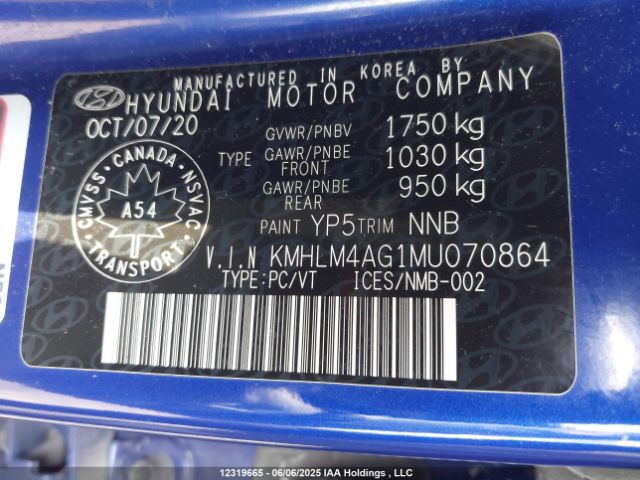 MANUFACTURED IN KOREA BY
HYUNDAI MOTOR COMPANY
OCT/07/20
GVWR/PNBV 1750 kg
TYPE GAWR/PNBE FRONT 1030 kg
GAWR/PNBE REAR 950 kg
PAINT YP5 TRIM NNB
V.I.N KMHLM4AG1MU070864
TYPE:PC/VT ICES/NMB-002
CANADA
CMVSS NSVAC
A54
TRANSPORT
12319665 - 06/06/2025 IAA Holdings , LLC